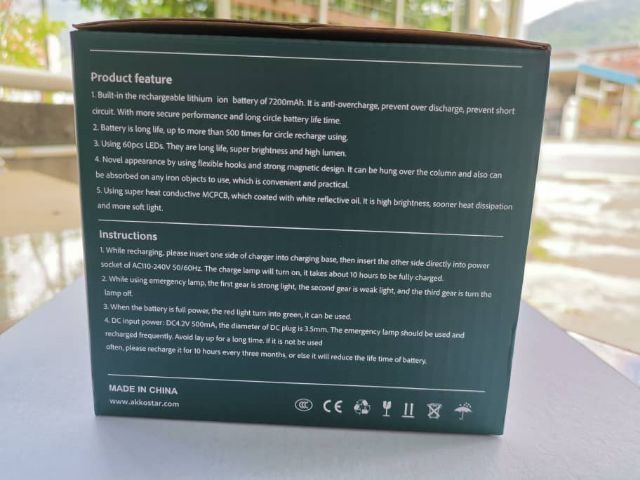 Product feature
1. Built-in the rechargeable lithium ion battery of 7200mAh. It is anti-overcharge, prevent over discharge, prevent short
circuit. With more secure performance and long circle battery life time.
2. Battery is long life, up to more than 500 times for circle recharge using.
3. Using 60pcs LEDs. They are long life, super brightness and high lumen.
4. Novel appearance by using flexible hooks and strong magnetic design. It can be hung over the column and also can
be absorbed on any iron objects to use, which is convenient and practical.
5. Using super heat conductive MCPCB, which coated with white reflective oil. It is high brightness, sooner heat dissipation
and more soft light.
Instructions
1. While recharging, please insert one side of charger into charging base, then insert the other side directly into power
socket of AC110-240V 50/60Hz. The charge lamp will turn on, it takes about 10 hours to be fully charged.
2. While using emergency lamp, the first gear is strong light, the second gear is weak light, and the third gear is turn the
lamp off.
3. When the battery is full power, the red light turn into green, it can be used.
4. DC input power: DC4.2V 500mA, the diameter of DC plug is 3.5mm. The emergency lamp should be used and
recharged frequently. Avoid lay up for a long time. if it is not be used
often, please recharge it for 10 hours every three months, or else it will reduce the life time of battery.
MADE IN CHINA
www.akkostar.com